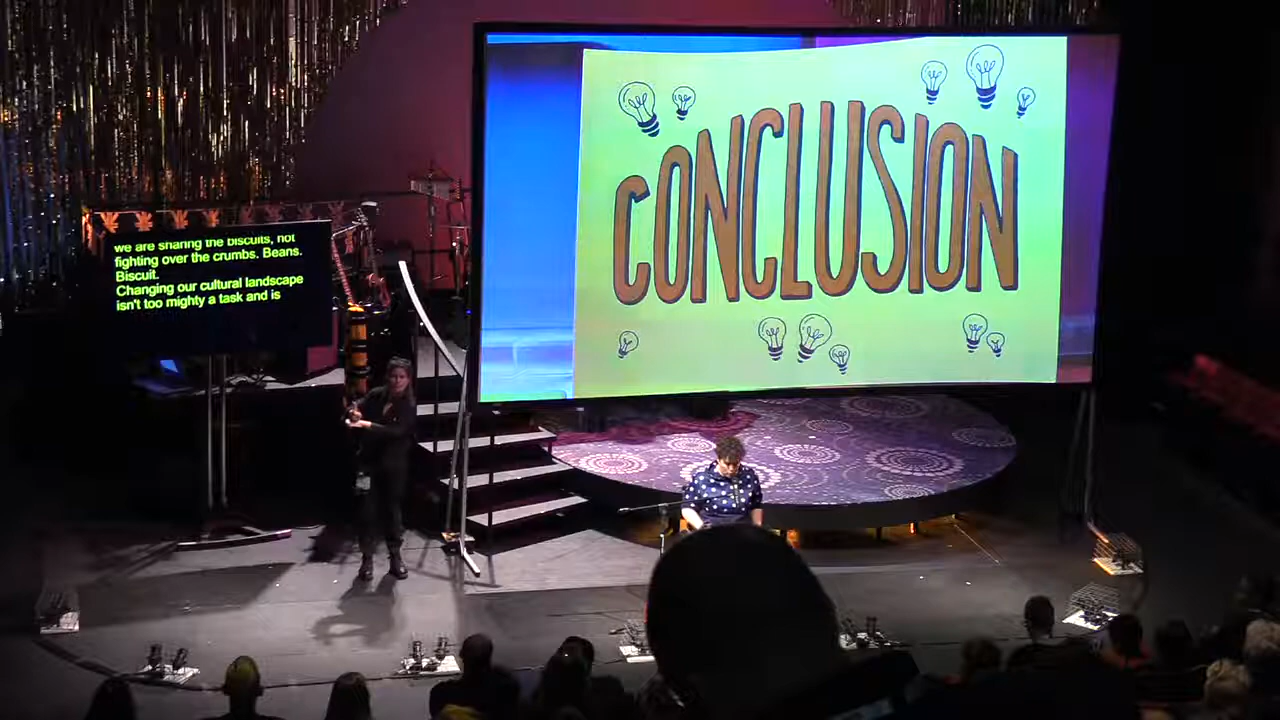 we are sharing the biscuits, not
fighting over the crumbs. Beans.
Biscuit.
Changing our cultural landscape
isn't too mighty a task and is
CONCLUSION